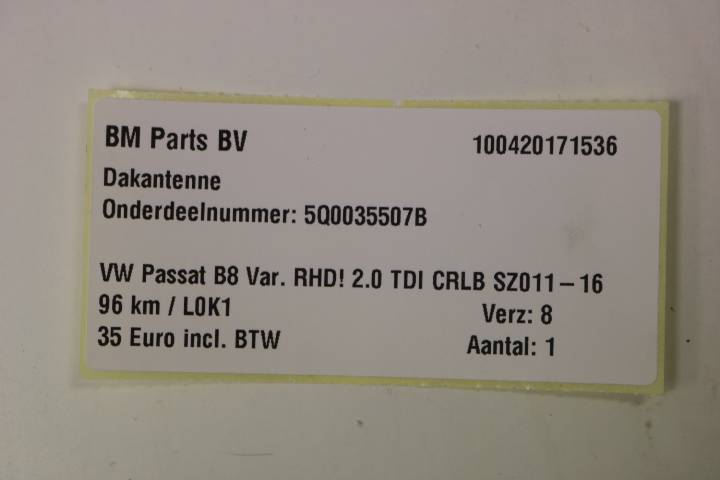 BM Parts BV 100420171536
Dakantenne
Onderdeelnummer: 5Q0035507B
VW Passat B8 Var. RHD! 2.0 TDI CRLB SZ011-16
96 km / L0K1 Verz: 8
35 Euro incl. BTW Aantal: 1